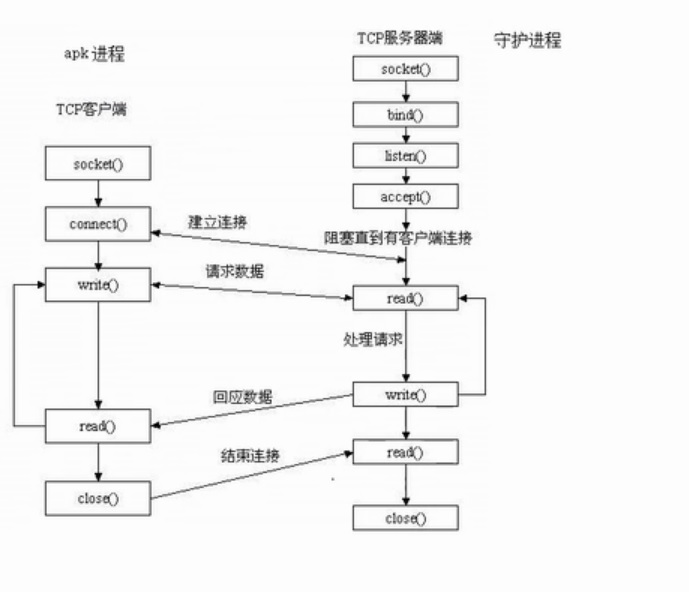 TCP服务器端
守护进程
apk 进程
socket()
TCP客户端
bind()
listen()
socket()
accept()
connect()
建立连接
阻塞直到有客户端连接
请求数据
write()
read()
处理请求
回应数据
write()
read()
结束连接
read()
close()
close()